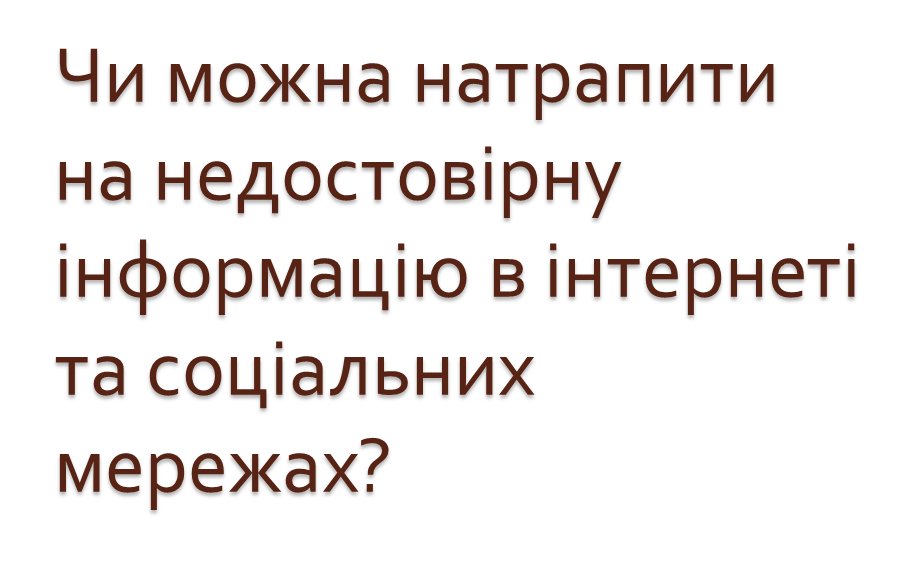 Чи можна натрапити
на недостовірну
інформацію в інтернеті
та соціальних
мережах?